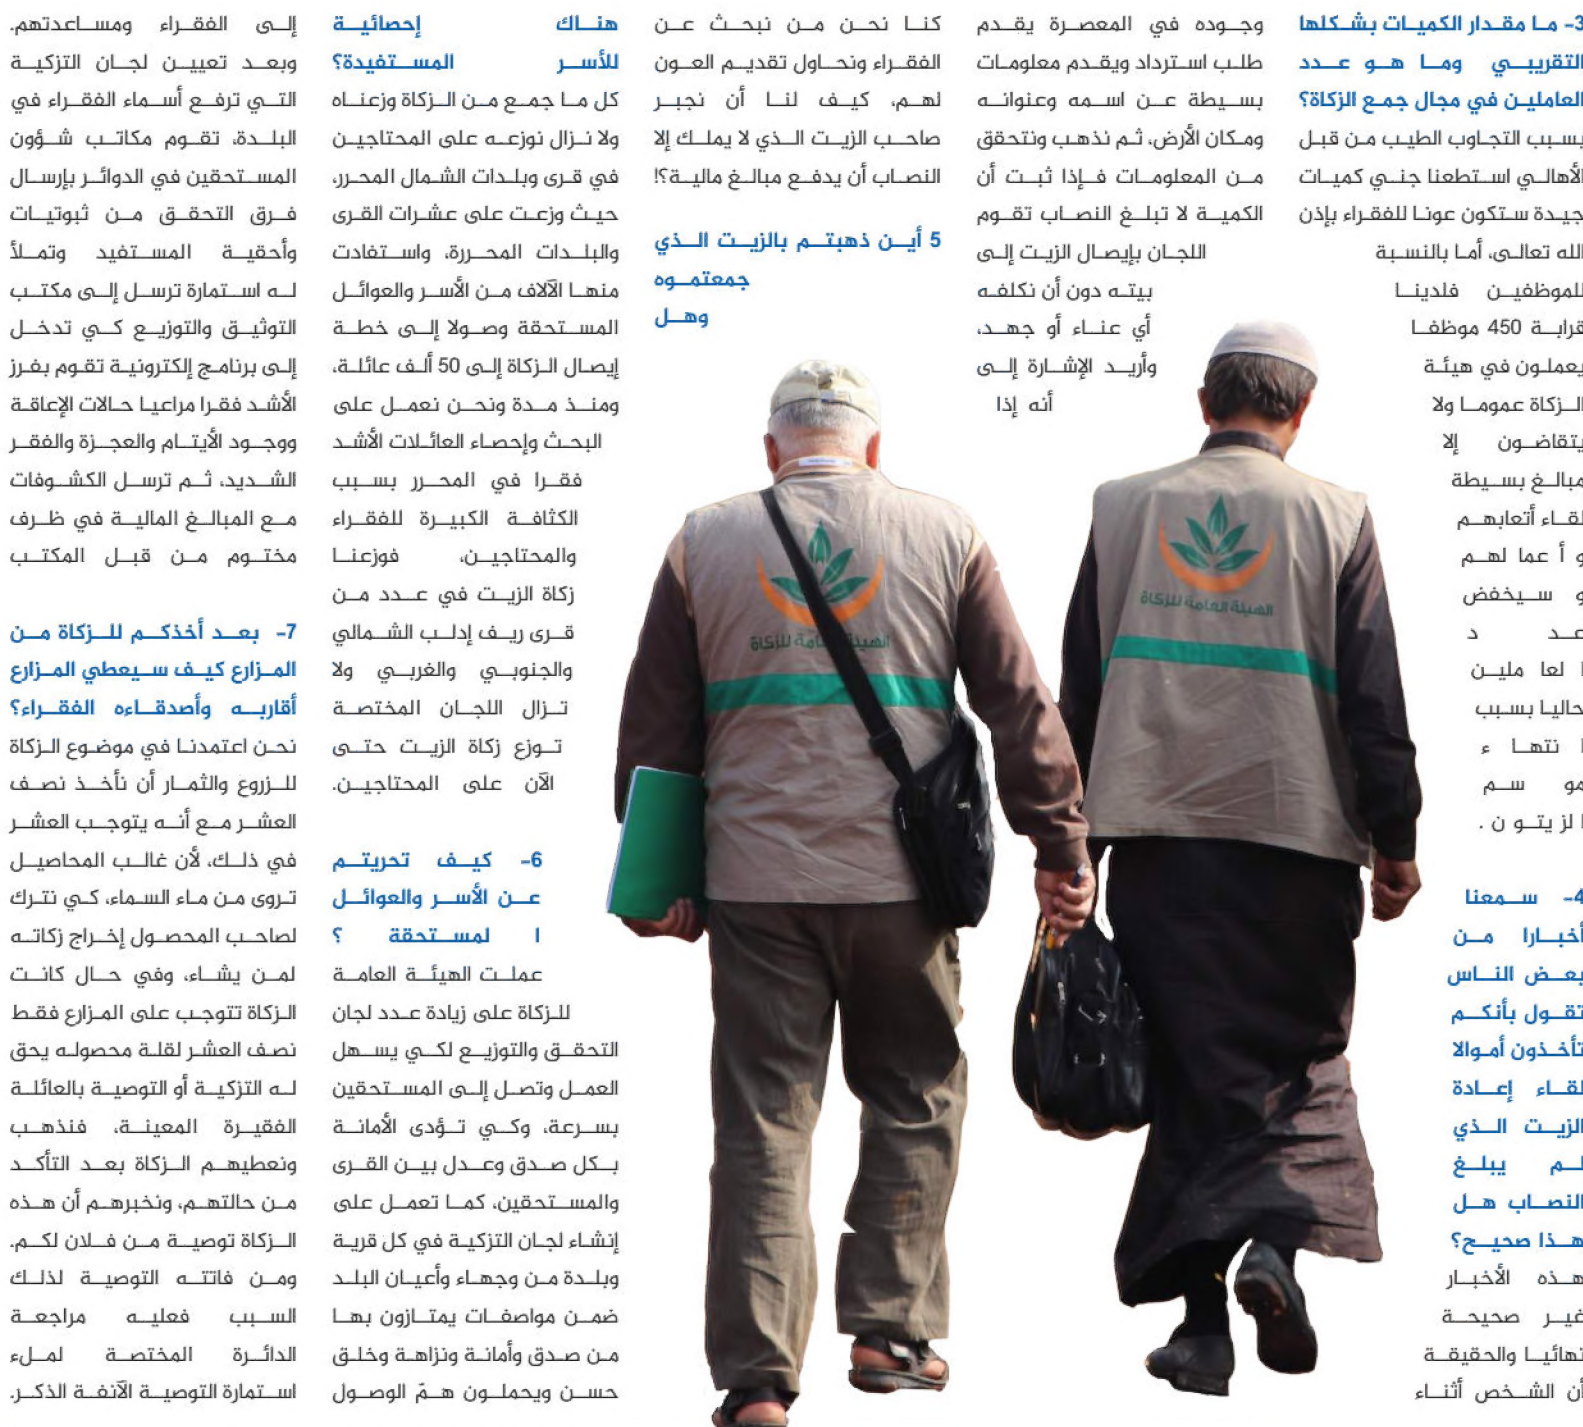 3- ما مقدار الكميات بشكلها
التقريبي وما هو عدد
العاملين في مجال جمع الزكاة؟
بسبب التجاوب الطيب من قبل
الأهالي استطعنا جني كميات
جيدة ستكون عونا للفقراء بإذن
الله تعالى، أما بالنسبة
للموظفين فلدينا
قرابة 450 موظفا
يعملون في هيئة
الزكاة عموما ولا
يتقاضون إلا
مبالغ بسيطة
لقاء أتعابهم
و أ عما لهم
و سيخفض
عد د
ا لعا ملين
حاليا بسبب
ا نتها ء
مو سم
ا لز يتو ن .
4- سمعنا
أخبارا من
بعض الناس
تقول بأنكم
تأخذون أموالا
لقاء إعادة
الزيت الذي
لم يبلغ
النصاب هل
هذا صحيح؟
هذه الأخبار
غير صحيحة
نهائيا والحقيقة
أن الشخص أثناء
وجوده في المعصرة يقدم
طلب استرداد ويقدم معلومات
بسيطة عن اسمه وعنوانه
ومكان الأرض، ثم نذهب ونتحقق
من المعلومات فإذا ثبت أن
الكمية لا تبلغ النصاب تقوم
اللجان بإيصال الزيت إلى
بيته دون أن نكلفه
أي عناء أو جهد،
وأريد الإشارة إلى
أنه إذا
كنا نحن من نبحث عن
الفقراء ونحاول تقديم العون
لهم، كيف لنا أن نجبر
صاحب الزيت الذي لا يملك إلا
النصاب أن يدفع مبالغ مالية؟!
5 أين ذهبتم بالزيت الذي
جمعتموه
وهل
هناك إحصائية
للأسر المستفيدة؟
كل ما جمع من الزكاة وزعناه
ولا نزال نوزعه على المحتاجين
في قرى وبلدات الشمال المحرر،
حيث وزعت على عشرات القرى
والبلدات المحررة، واستفادت
منها الآلاف من الأسر والعوائل
المستحقة وصولا إلى خطة
إيصال الزكاة إلى 50 ألف عائلة،
ومنذ مدة ونحن نعمل على
البحث وإحصاء العائلات الأشد
فقرا في المحرر بسبب
الكثافة الكبيرة للفقراء
والمحتاجين، فوزعنا
زكاة الزيت في عدد من
قرى ريف إدلب الشمالي
والجنوبي والغربي ولا
تزال اللجان المختصة
توزع زكاة الزيت حتى
الآن على المحتاجين.
6- كيف تحريتم
عن الأسر والعوائل
ا لمستحقة ؟
عملت الهيئة العامة
للزكاة على زيادة عدد لجان
التحقق والتوزيع لكي يسهل
العمل وتصل إلى المستحقين
بسرعة، وكي تؤدى الأمانة
بكل صدق وعدل بين القرى
والمستحقين، كما تعمل على
إنشاء لجان التزكية في كل قرية
وبلدة من وجهاء وأعيان البلد
ضمن مواصفات يمتازون بها
من صدق وأمانة ونزاهة وخلق
حسن ويحملون همّ الوصول
إلى الفقراء ومساعدتهم.
وبعد تعيين لجان التزكية
التي ترفع أسماء الفقراء في
البلدة، تقوم مكاتب شؤون
المستحقين في الدوائر بإرسال
فرق التحقق من ثبوتيات
وأحقية المستفيد وتملأ
له استمارة ترسل إلى مكتب
التوثيق والتوزيع كي تدخل
إلى برنامج إلكترونية تقوم بفرز
الأشد فقرا مراعيا حالات الإعاقة
ووجود الأيتام والعجزة والفقر
الشديد، ثم ترسل الكشوفات
مع المبالغ المالية في ظرف
مختوم من قبل المكتب
7- بعد أخذكم للزكاة من
المزارع كيف سيعطي المزارع
أقاربه وأصدقاءه الفقراء؟
نحن اعتمدنا في موضوع الزكاة
للزروع والثمار أن نأخذ نصف
العشر مع أنه يتوجب العشر
في ذلك، لأن غالب المحاصيل
تروى من ماء السماء، كي نترك
لصاحب المحصول إخراج زكاته
لمن يشاء، وفي حال كانت
الزكاة تتوجب على المزارع فقط
نصف العشر لقلة محصوله يحق
له التزكية أو التوصية بالعائلة
الفقيرة المعينة، فنذهب
ونعطيهم الزكاة بعد التأكد
من حالتهم، ونخبرهم أن هذه
الزكاة توصية من فلان لكم.
ومن فاتته التوصية لذلك
السبب فعليه مراجعة
الدائرة المختصة لملء
استمارة التوصية الآنفة الذكر.
الهيئة العامة للزكاة
الهيئة العامة للزكاة